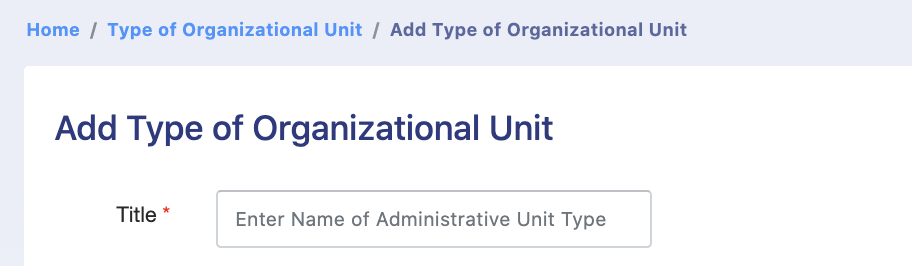 Home / Type of Organizational Unit / Add Type of Organizational Unit
Add Type of Organizational Unit
Title *
Enter Name of Administrative Unit Type